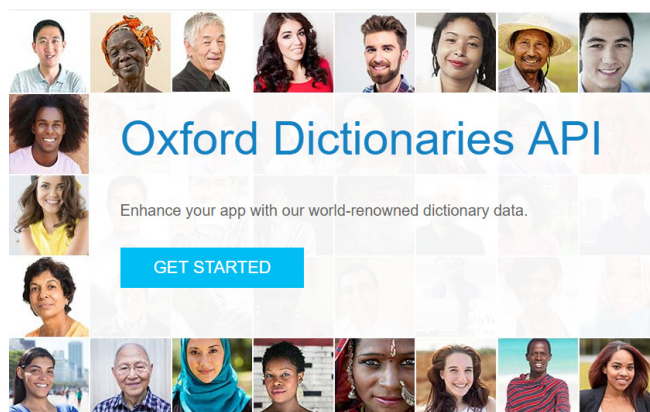 Oxford Dictionaries API
Enhance your app with our world-renowned dictionary data.
GET STARTED